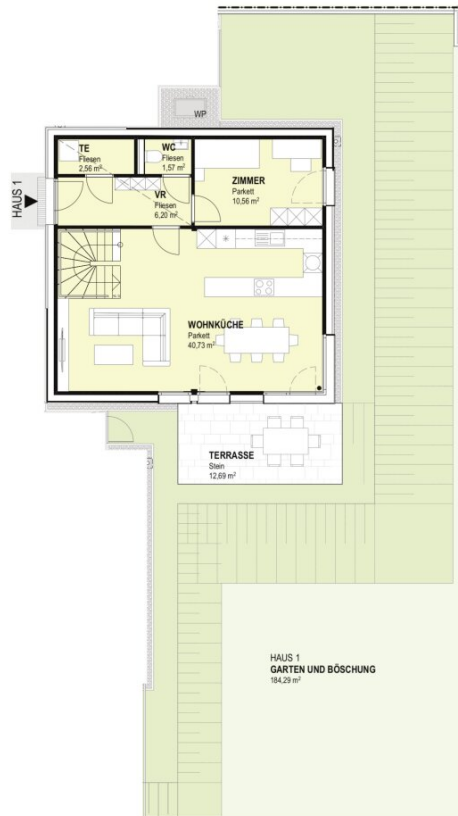 WP
TE
Fliesen
2,56 m²
WC
Fliesen
1,57 m²
ZIMMER
Parkett
10,56 m²
VR
Fliesen
6,20 m²
HAUS 1
WOHNKÜCHE
Parkett
40,73 m²
TERRASSE
Stein
12,69 m²
HAUS 1
GARTEN UND BÖSCHUNG
184,29 m²